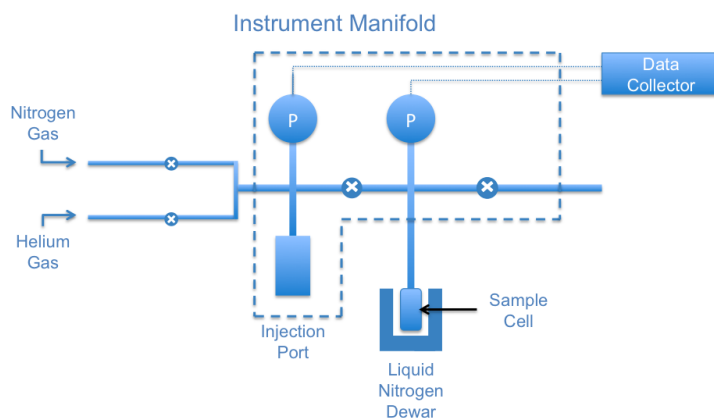 Instrument Manifold
Data
Collector
P
P
Nitrogen
Gas
Helium
Gas
Sample
Cell
Injection
Port
Liquid
Nitrogen
Dewar